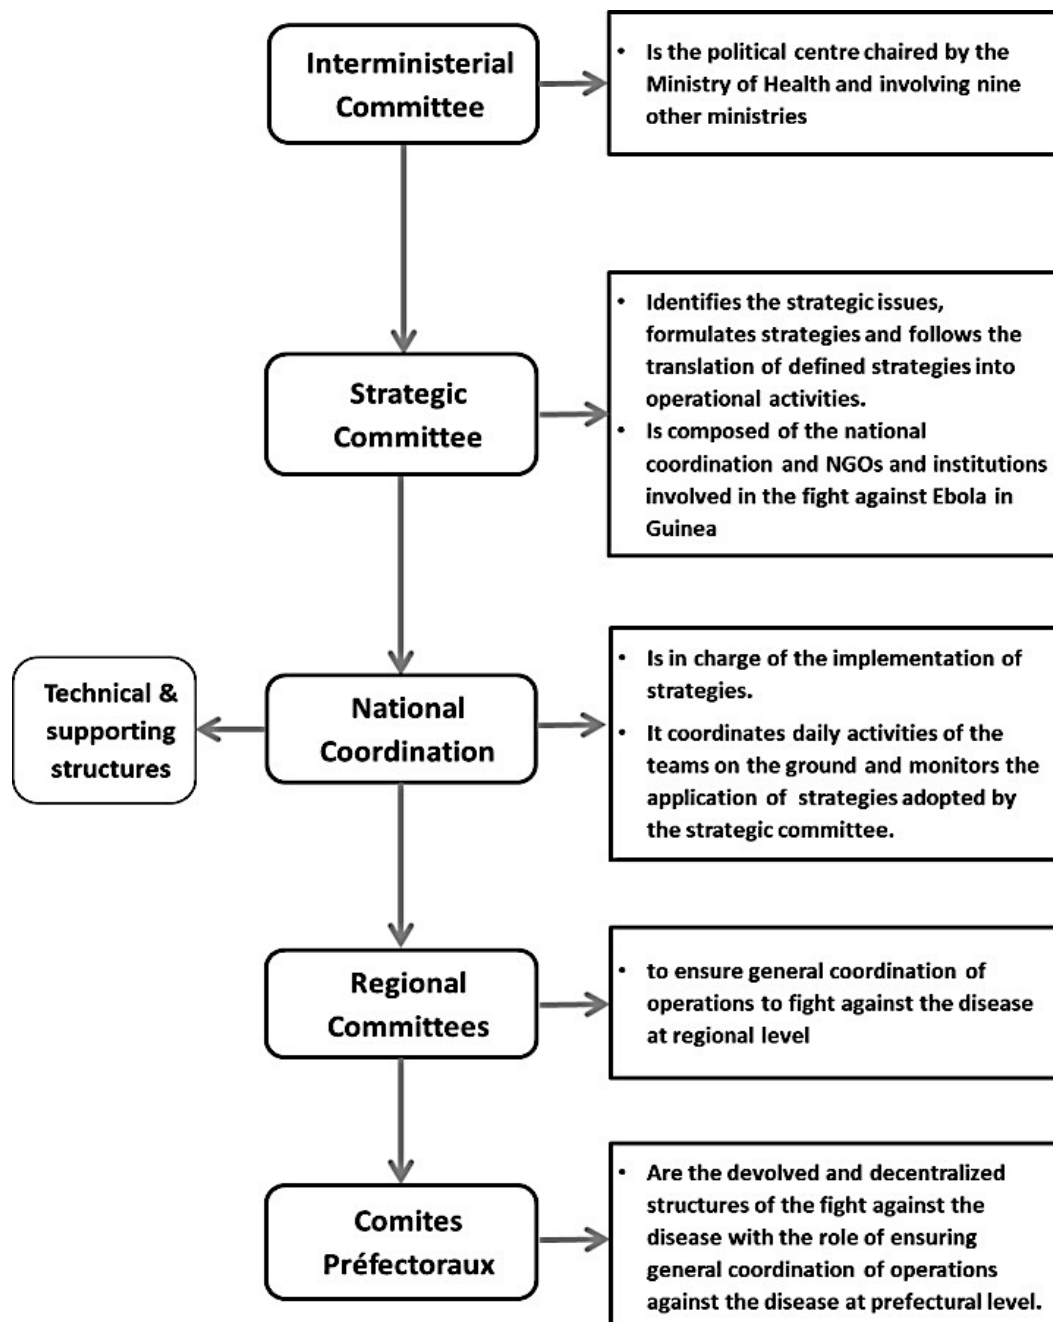 Interministerial
Committee
• Is the political centre chaired by the
Ministry of Health and involving nine
other ministries
Strategic
Committee
• Identifies the strategic issues,
formulates strategies and follows the
translation of defined strategies into
operational activities.
• Is composed of the national
coordination and NGOs and institutions
involved in the fight against Ebola in
Guinea
Technical &
supporting
structures
National
Coordination
• Is in charge of the implementation of
strategies.
• It coordinates daily activities of the
teams on the ground and monitors the
application of strategies adopted by
the strategic committee.
Regional
Committees
• to ensure general coordination of
operations to fight against the disease
at regional level
Comites
Préfectoraux
• Are the devolved and decentralized
structures of the fight against the
disease with the role of ensuring
general coordination of operations
against the disease at prefectural level.